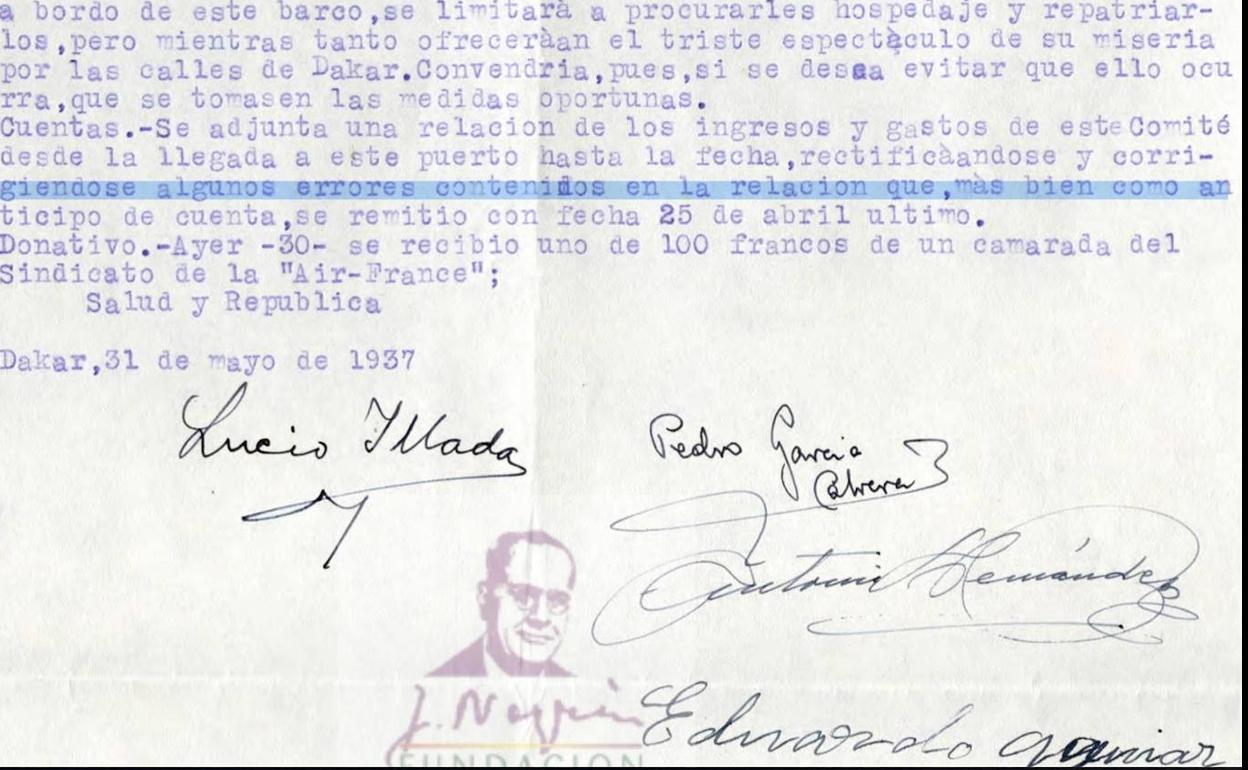 a bordo de este barco,se limitarà a procurarles hospedaje y repatriar-
los,pero mientras tanto ofreceràan el triste espectàculo de su miseria
por las calles de Dakar.Convendria,pues,si se desea evitar que ello ocu
rra,que se tomasen las medidas oportunas.
Cuentas.-Se adjunta una relacion de los ingresos y gastos de este Comité
desde la llegada a este puerto hasta la fecha,rectificàandose y corri-
giendose algunos errores contenidos en la relacion que,màs bien como an
ticipo de cuenta,se remitio con fecha 25 de abril ultimo.
Donativo.-Ayer -30- se recibio uno de 100 francos de un camarada del
Sindicato de la "Air-France";
Salud y Republica
Dakar,31 de mayo de 1937
Lucio Illada
Pedro Garcia
Cabrera
Antonio Hernández
J. Negrín
Eduardo
FUNDACION